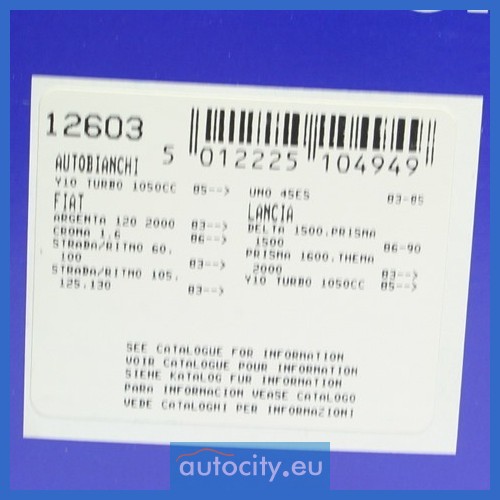 12603
5 012225 104949
AUTOBIANCHI
Y10 TURBO 1050CC 85-->
FIAT
ARGENTA 120 2000 83-->
CROMA 1.6 86-->
STRADA/RITMO 60.
100 83-->
STRADA/RITMO 105.
125.130 83-->
UNO 45ES 83-85
LANCIA
DELTA 1500.PRISMA
1500 86-90
PRISMA 1600.THEMA
2000 83-->
Y10 TURBO 1050CC 85-->
SEE CATALOGUE FOR INFORMATION
VOIR CATALOGUE POUR INFORMATION
SIEHE KATALOG FUR INFORMATION
PARA INFORMACION VEASE CATALOGO
VEDE CATALOGHI PER INFORMAZIONI
autocity.eu